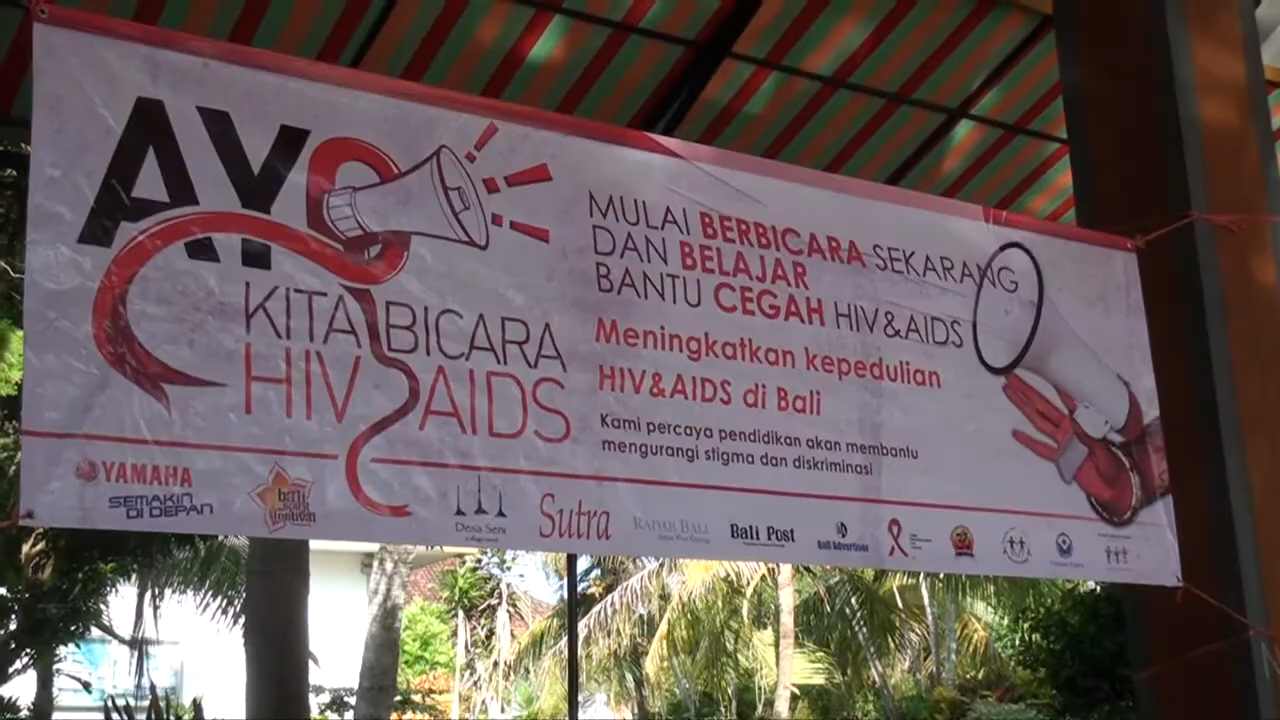 AYO
KITA BICARA
HIV AIDS
MULAI BERBICARA SEKARANG
DAN BELAJAR
BANTU CEGAH HIV&AIDS
Meningkatkan kepedulian
HIV&AIDS di Bali
Kami percaya pendidikan akan membantu
mengurangi stigma dan diskriminasi
YAMAHA
SEMAKIN
DI DEPAN
bali
Desa Seni
Sutra
RADAR BALI
Bali Post
Bali Advertiser